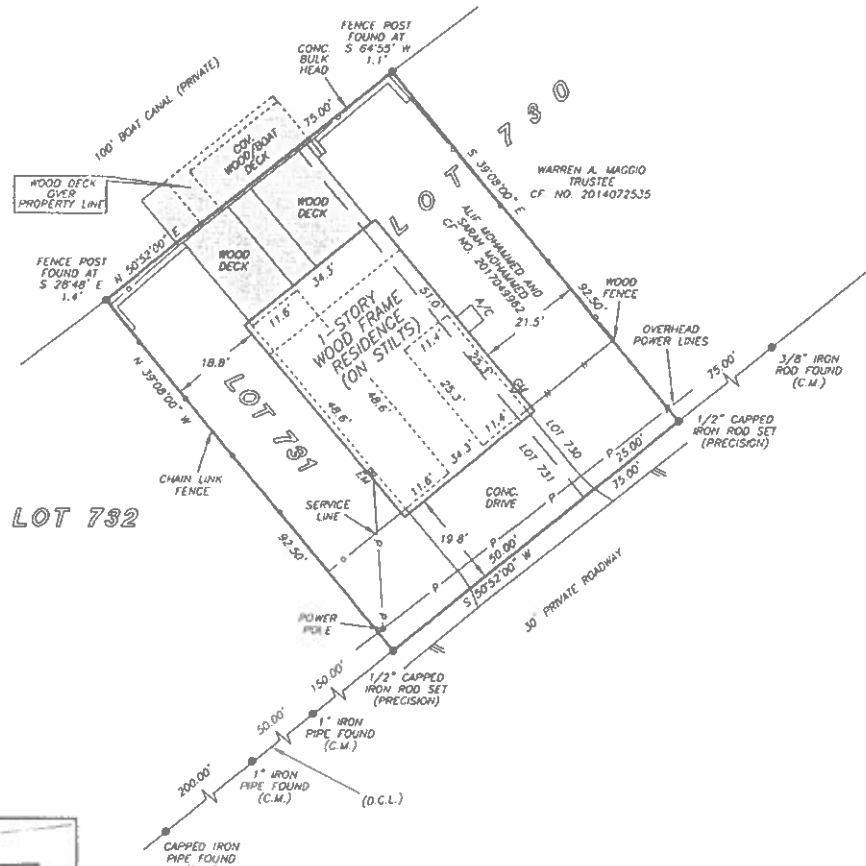 FENCE POST
FOUND AT
S 64'55' W
1.1'
CONC.
BULK
HEAD
100' BOAT CANAL (PRIVATE)
75.00'
COV.
WOOD/BOAT
DECK
WOOD DECK
OVER
PROPERTY LINE
WOOD
DECK
WOOD
DECK
N 50'52'00" E
FENCE POST
FOUND AT
S 28'48' E
1.4'
LOT 730
S 39'08'00" E
WARREN A. MAGGIO
TRUSTEE
CF NO. 2014072535
ALIF MOHAMMED AND
SARAH MOHAMMED
CF NO. 2017049962
92.50'
WOOD
FENCE
OVERHEAD
POWER LINES
34.3'
11.6'
51.0'
1-STORY
WOOD FRAME
RESIDENCE
(ON STILTS)
A/C
21.5'
11.4'
25.3'
25.3'
18.8'
N 39'08'00" W
LOT 731
48.6'
48.6'
11.4'
34.3'
11.6'
GM
EM
75.00'
3/8" IRON
ROD FOUND
(C.M.)
1/2" CAPPED
IRON ROD SET
(PRECISION)
LOT 730
LOT 731
25.00'
75.00'
CHAIN LINK
FENCE
LOT 732
SERVICE
LINE
CONC.
DRIVE
19.8'
P
P
P
P
P
P
50.00'
S 50'52'00" W
92.50'
30' PRIVATE ROADWAY
POWER
POLE
1/2" CAPPED
IRON ROD SET
(PRECISION)
150.00'
1" IRON
PIPE FOUND
(C.M.)
50.00'
1" IRON
PIPE FOUND
(C.M.)
(D.C.L.)
200.00'
CAPPED IRON
PIPE FOUND